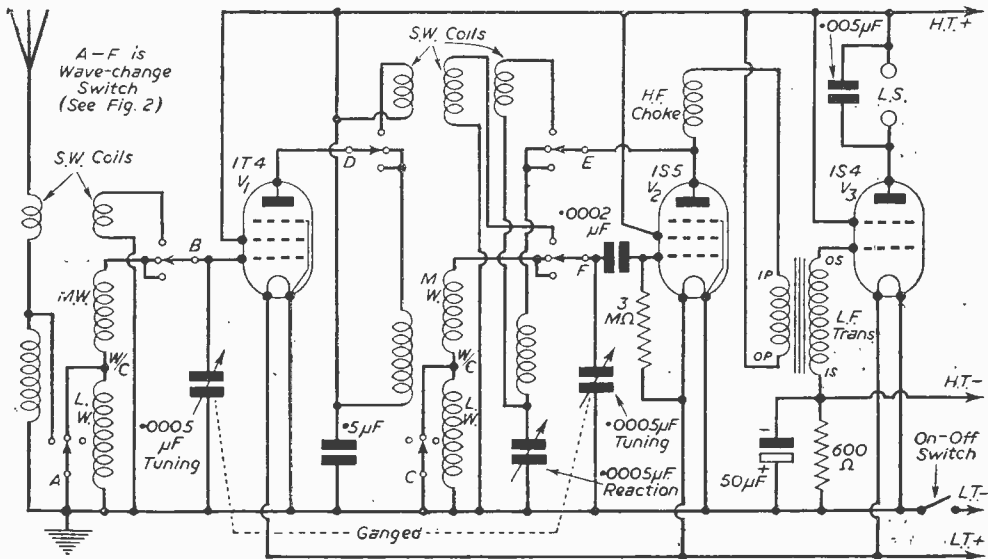 A–F is
Wave-change
Switch
(See Fig. 2)
S.W. Coils
S.W. Coils
·005µF
H.T.+
H.F.
Choke
L.S.
1T4
V1
D
E
1S5
V2
1S4
V3
B
·0002
µF
F
M.W.
M.
W.
3
MΩ
1P
OP
OS
L.F.
Trans.
1S
W/C
W/C
L.
W.
L.
W.
·0005
µF
Tuning
·5µF
·0005µF
Tuning
·0005µF
Reaction
A
C
H.T–
–
+
50µF
600
Ω
On-Off
Switch
L.T–
Ganged
L.T+